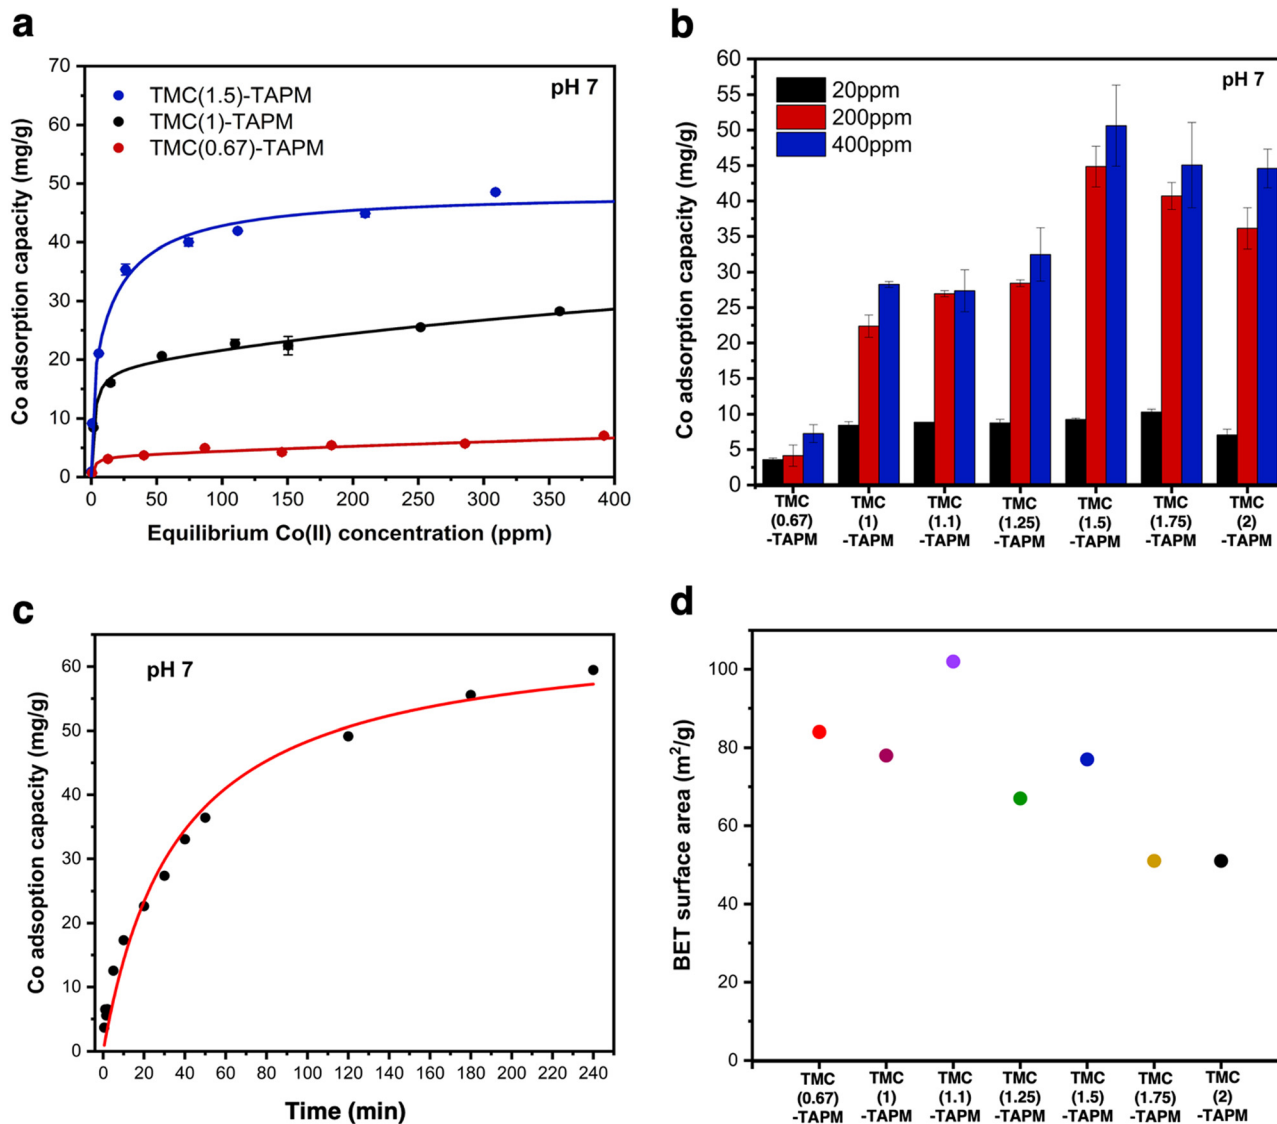 a
70
60
50
40
30
20
10
0
Co adsorption capacity (mg/g)
TMC(1.5)-TAPM
TMC(1)-TAPM
TMC(0.67)-TAPM
pH 7
0 50 100 150 200 250 300 350 400
Equilibrium Co(II) concentration (ppm)
b
60
55
50
45
40
35
30
25
20
15
10
5
0
Co adsorption capacity (mg/g)
20ppm
200ppm
400ppm
pH 7
TMC TMC TMC TMC TMC TMC TMC
(0.67) (1) (1.1) (1.25) (1.5) (1.75) (2)
-TAPM -TAPM -TAPM -TAPM -TAPM -TAPM -TAPM
c
60
50
40
30
20
10
0
Co adsoption capacity (mg/g)
pH 7
0 20 40 60 80 100 120 140 160 180 200 220 240
Time (min)
d
100
80
60
40
20
0
BET surface area (m²/g)
TMC TMC TMC TMC TMC TMC TMC
(0.67) (1) (1.1) (1.25) (1.5) (1.75) (2)
-TAPM -TAPM -TAPM -TAPM -TAPM -TAPM -TAPM